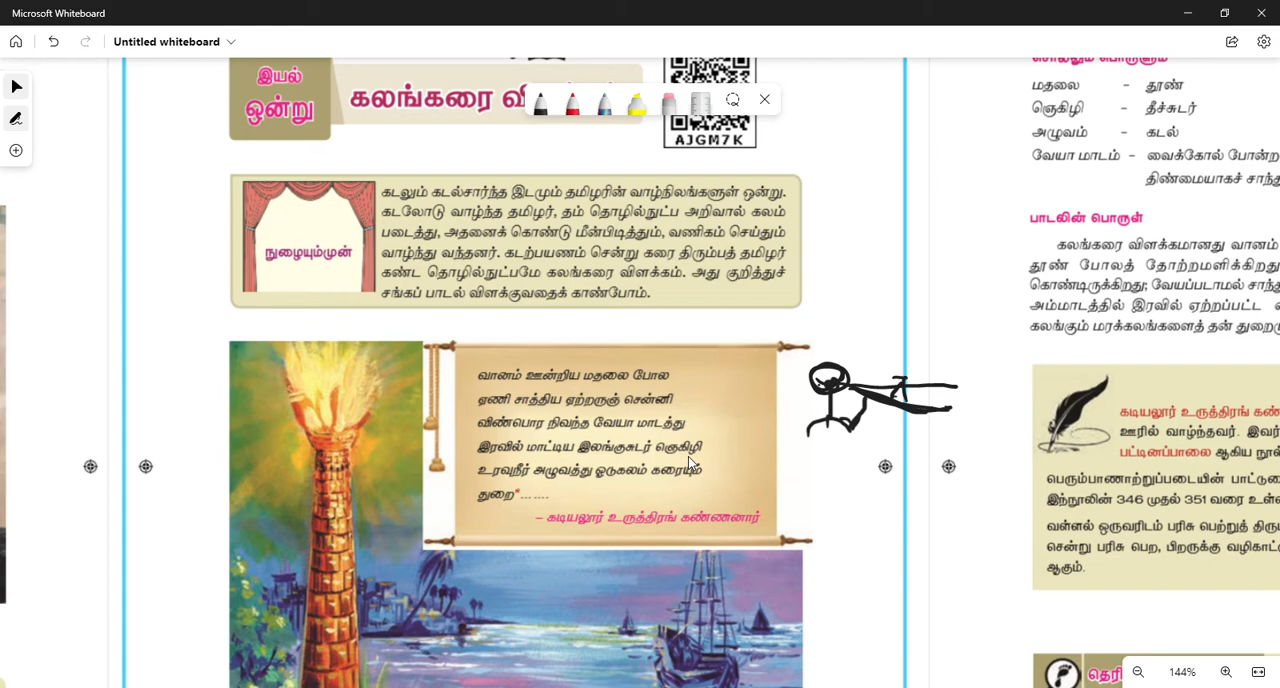 Microsoft Whiteboard
Untitled whiteboard
இயல்
ஒன்று
கலங்கரை
AJGM7K
நுழையும்முன்
கடலும் கடல்சார்ந்த இடமும் தமிழரின் வாழ்நிலங்களுள் ஒன்று.
கடலோடு வாழ்ந்த தமிழர், தம் தொழில்நுட்ப அறிவால் கலம்
படைத்து, அதனைக் கொண்டு மீன்பிடித்தும், வணிகம் செய்தும்
வாழ்ந்து வந்தனர். கடற்பயணம் சென்று கரை திரும்பத் தமிழர்
கண்ட தொழில்நுட்பமே கலங்கரை விளக்கம். அது குறித்துச்
சங்கப் பாடல் விளக்குவதைக் காண்போம்.
வானம் ஊன்றிய மதலை போல
ஏணி சாத்திய ஏற்றருஞ் சென்னி
விண்பொர நிவந்த வேயா மாடத்து
இரவில் மாட்டிய இலங்குசுடர் ஞெகிழி
உரவுநீர் அழுவத்து ஓடுகலம் கரையும்
துறை*.......
– கடியலூர் உருத்திரங் கண்ணனார்
சொல்லும் பொருளும்
மதலை - தூண்
ஞெகிழி - தீச்சுடர்
அழுவம் - கடல்
வேயா மாடம் - வைக்கோல் போன்ற
திண்மையாகச்
பாடலின் பொருள்
கலங்கரை விளக்கமானது வானம்
தூண் போலத் தோற்றமளிக்கிறது
கொண்டிருக்கிறது; வேயப்படாமல்
அம்மாடத்தில் இரவில் ஏற்றப்பட்ட
கலங்கும் மரக்கலங்களைத் தன்
கடியலூர் உருத்திரங்
ஊரில் வாழ்ந்தவர்.
பட்டினப்பாலை ஆகிய
பெரும்பாணாற்றுப்படையின்
இந்நூலின் 346 முதல் 351 வரை
வள்ளல் ஒருவரிடம் பரிசு பெற்றுத்
சென்று பரிசு பெற, பிறருக்கு
ஆகும்.
144%